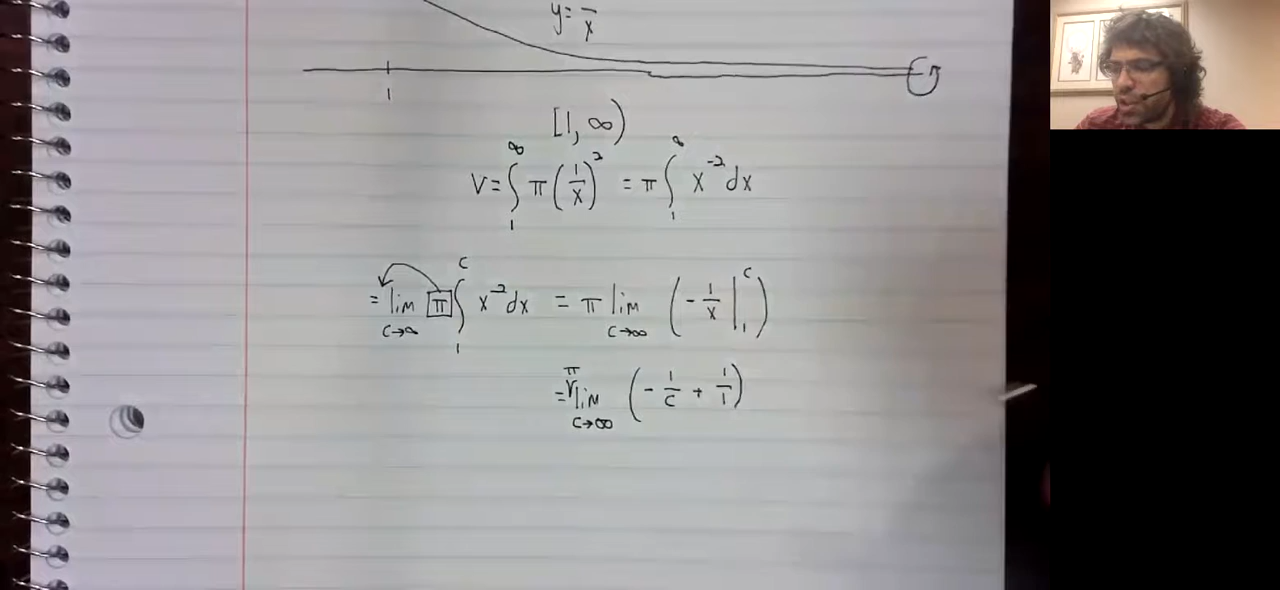 y = 1/x
1
[1, ∞)
V = ∫₁^∞ π (1/x)² = π ∫₁^∞ x⁻² dx
= lim_{c→∞} π ∫₁^c x⁻² dx = π lim_{c→∞} (-1/x |₁^c)
= π lim_{c→∞} (-1/c + 1/1)